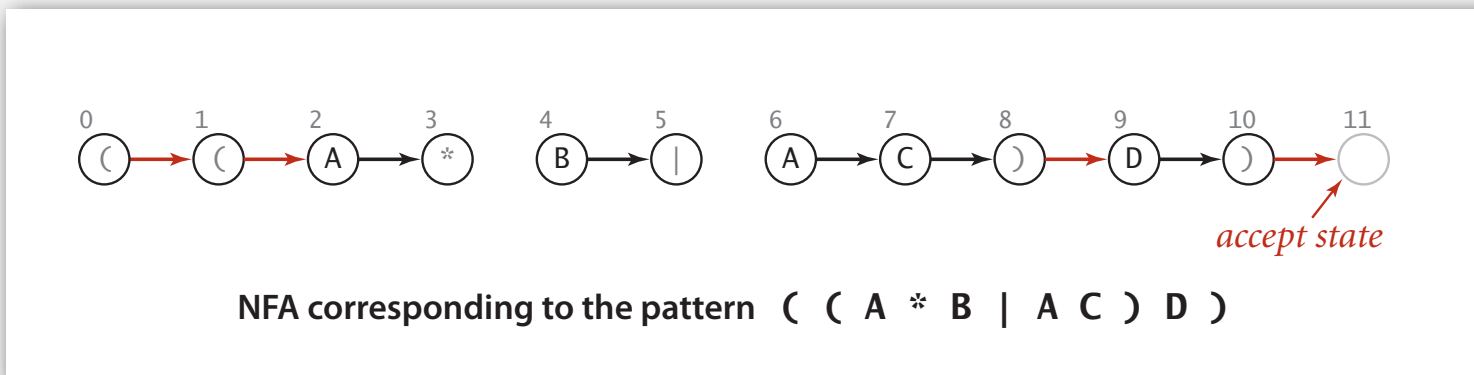 0 1 2 3 4 5 6 7 8 9 10 11
( ( A * B | A C ) D )
accept state
NFA corresponding to the pattern ( ( A * B | A C ) D )